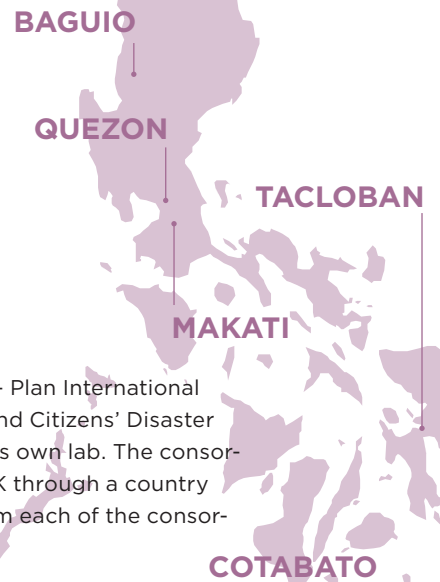 BAGUIO
QUEZON
TACLOBAN
MAKATI
Plan International
nd Citizens’ Disaster
s own lab. The consor-
through a country
each of the consor-
COTABATO